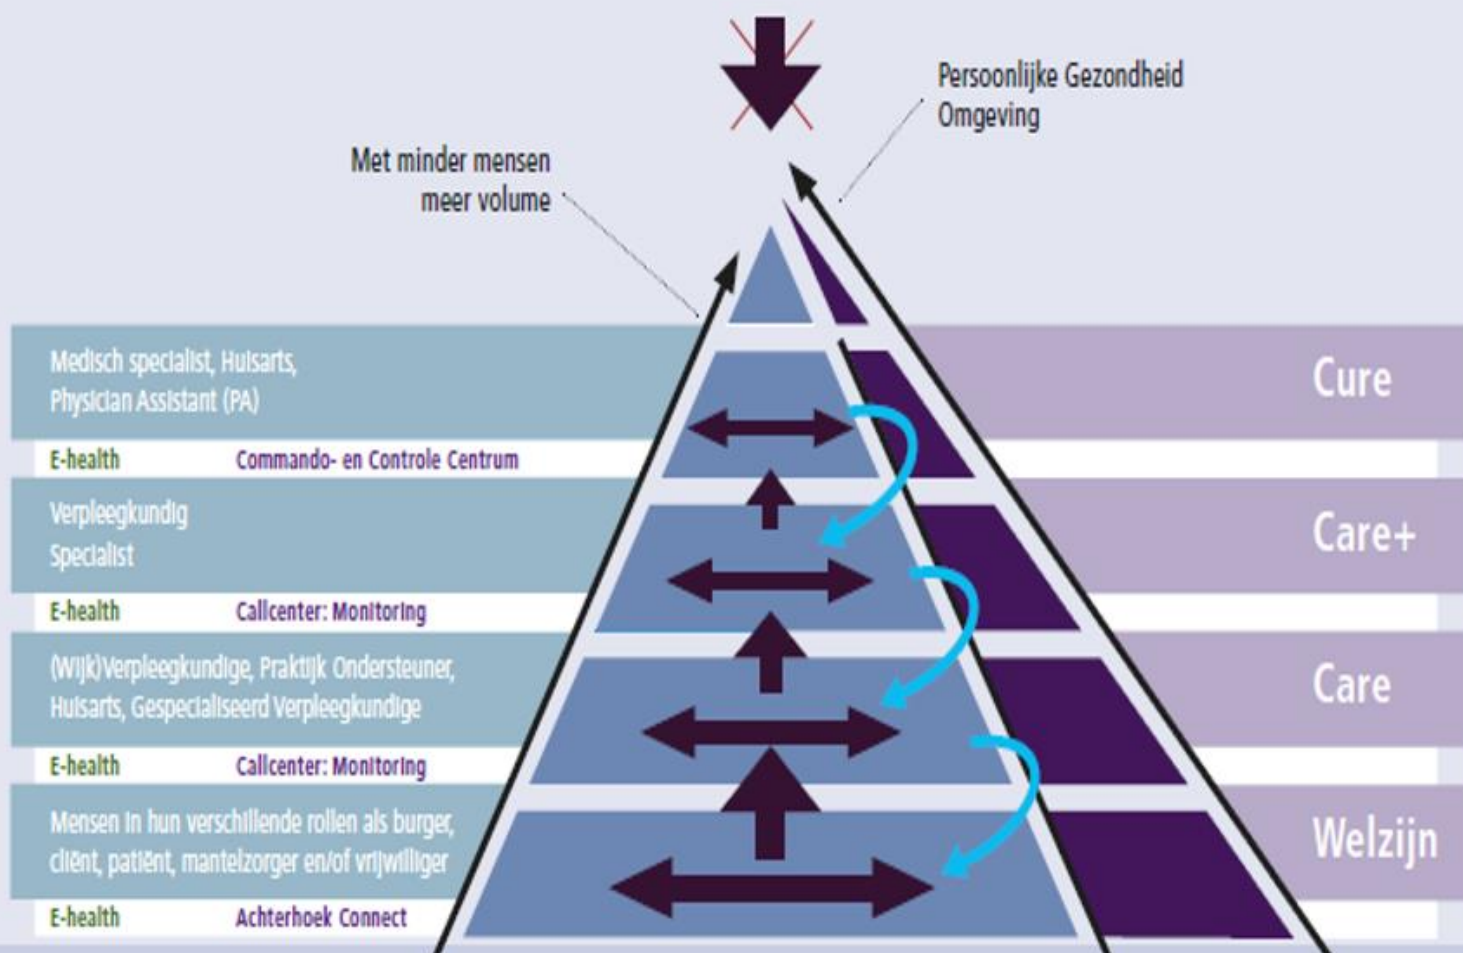 Persoonlijke Gezondheid
Omgeving
Met minder mensen
meer volume
Medisch specialist, Huisarts,
Physician Assistant (PA)
Cure
E-health Commando- en Controle Centrum
Verpleegkundig
Specialist
Care+
E-health Callcenter: Monitoring
(Wijk)Verpleegkundige, Praktijk Ondersteuner,
Huisarts, Gespecialiseerd Verpleegkundige
Care
E-health Callcenter: Monitoring
Mensen in hun verschillende rollen als burger,
cliënt, patiënt, mantelzorger en/of vrijwilliger
Welzijn
E-health Achterhoek Connect